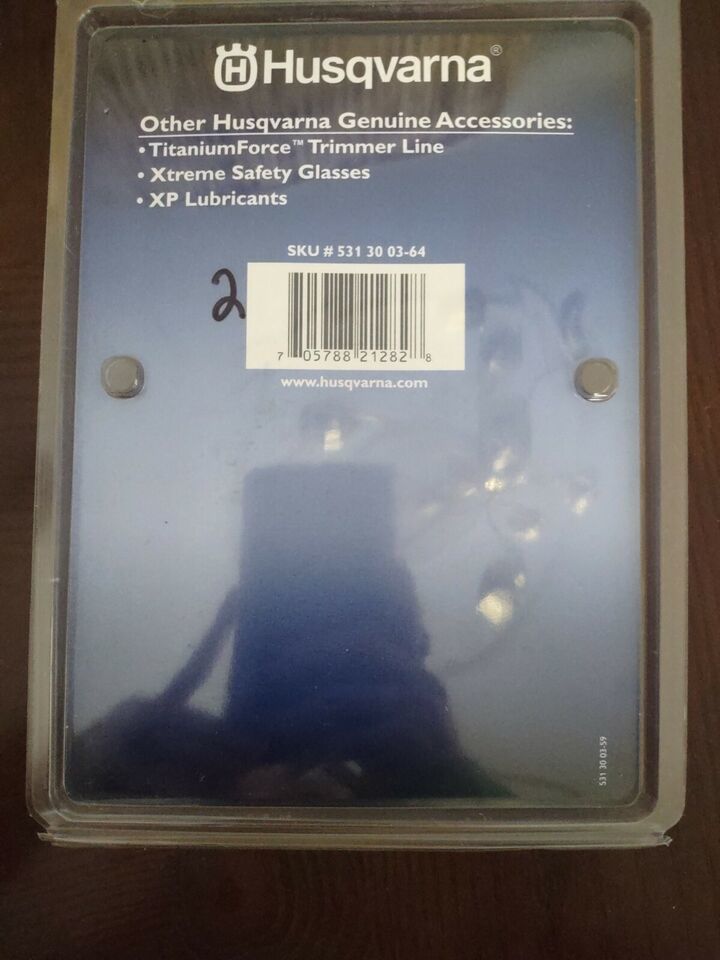 Husqvarna®
Other Husqvarna Genuine Accessories:
• TitaniumForce™ Trimmer Line
• Xtreme Safety Glasses
• XP Lubricants
SKU # 531 30 03-64
2
7 05788 21282 8
www.husqvarna.com
531 30 03-59